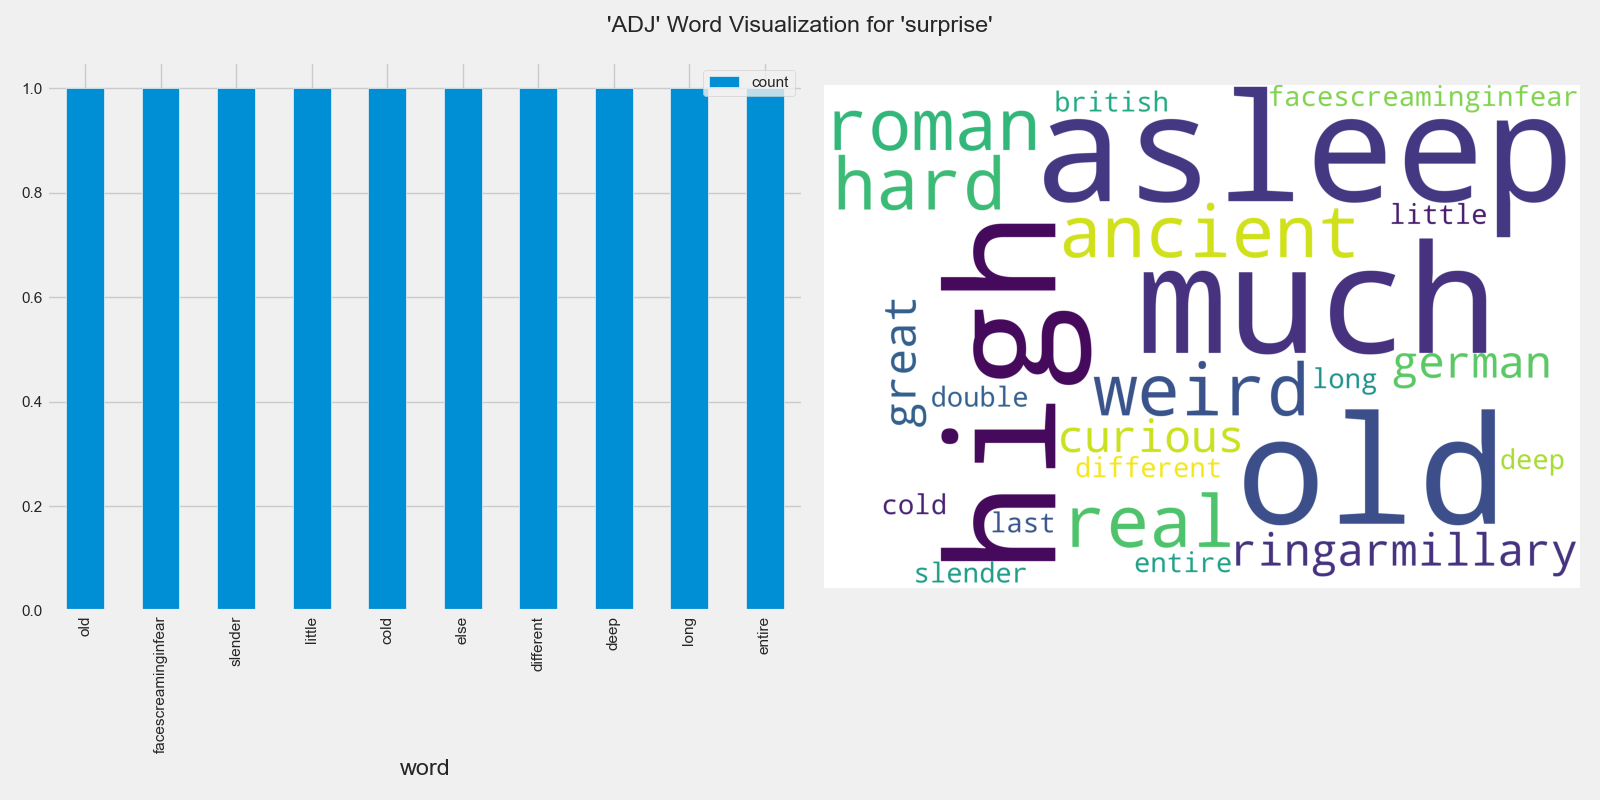 'ADJ' Word Visualization for 'surprise'
count
1.0
0.8
0.6
0.4
0.2
0.0
old
facescreaminginfear
slender
little
cold
else
different
deep
long
entire
word
british
facescreaminginfear
roman
asleep
hard
little
ancient
high
much
great
german
weird
long
double
old
curious
different
deep
cold
last
real
ringarmillary
entire
slender